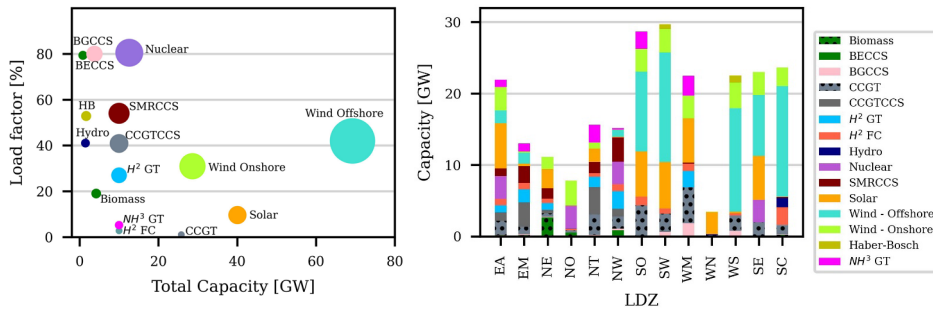 Load factor [%]
80
60
40
20
0
0
20
40
60
80
Total Capacity [GW]
BGCCS
BECCS
Nuclear
HB
SMRCCS
Hydro
CCGTCCS
Wind Offshore
H² GT
Wind Onshore
Biomass
Solar
NH³ GT
H² FC
CCGT
Capacity [GW]
30
20
10
0
EA
EM
NE
NO
NT
NW
SO
SW
WM
WN
WS
SE
SC
LDZ
Biomass
BECCS
BGCCS
CCGT
CCGTCCS
H² GT
H² FC
Hydro
Nuclear
SMRCCS
Solar
Wind - Offshore
Wind - Onshore
Haber-Bosch
NH³ GT